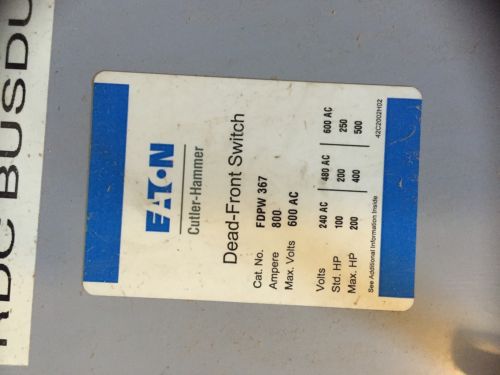 RDC BUSDU
EATON
Cutler-Hammer
Dead-Front Switch
Cat. No. FDPW 367
Ampere 800
Max. Volts 600 AC
Volts 240 AC 480 AC 600 AC
Std. HP 100 200 250
Max. HP 200 400 500
See Additional Information Inside 42C2002H02